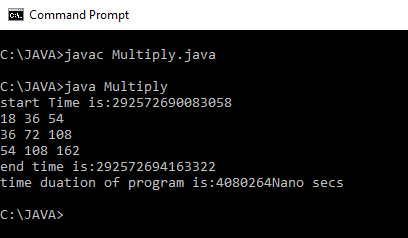 Command Prompt
C:\JAVA>javac Multiply.java
C:\JAVA>java Multiply
start Time is:292572690083058
18 36 54
36 72 108
54 108 162
end time is:292572694163322
time duation of program is:4080264Nano secs
C:\JAVA>